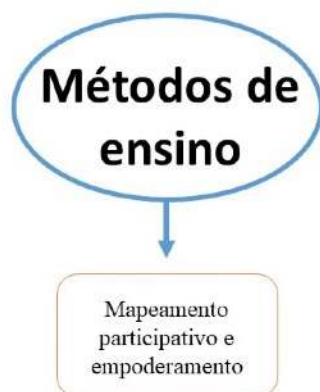 Métodos de
ensino
Mapeamento
participativo e
empoderamento